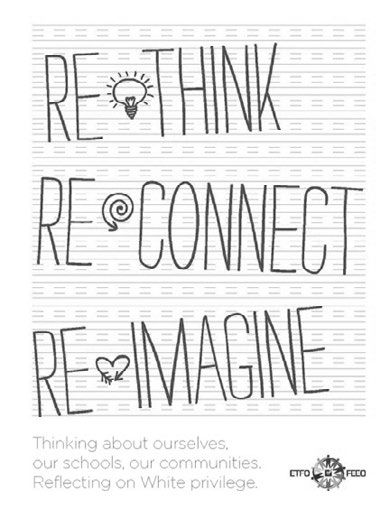 RE THINK
RE CONNECT
RE IMAGINE
Thinking about ourselves,
our schools, our communities.
Reflecting on White privilege.
ETFO FEEO